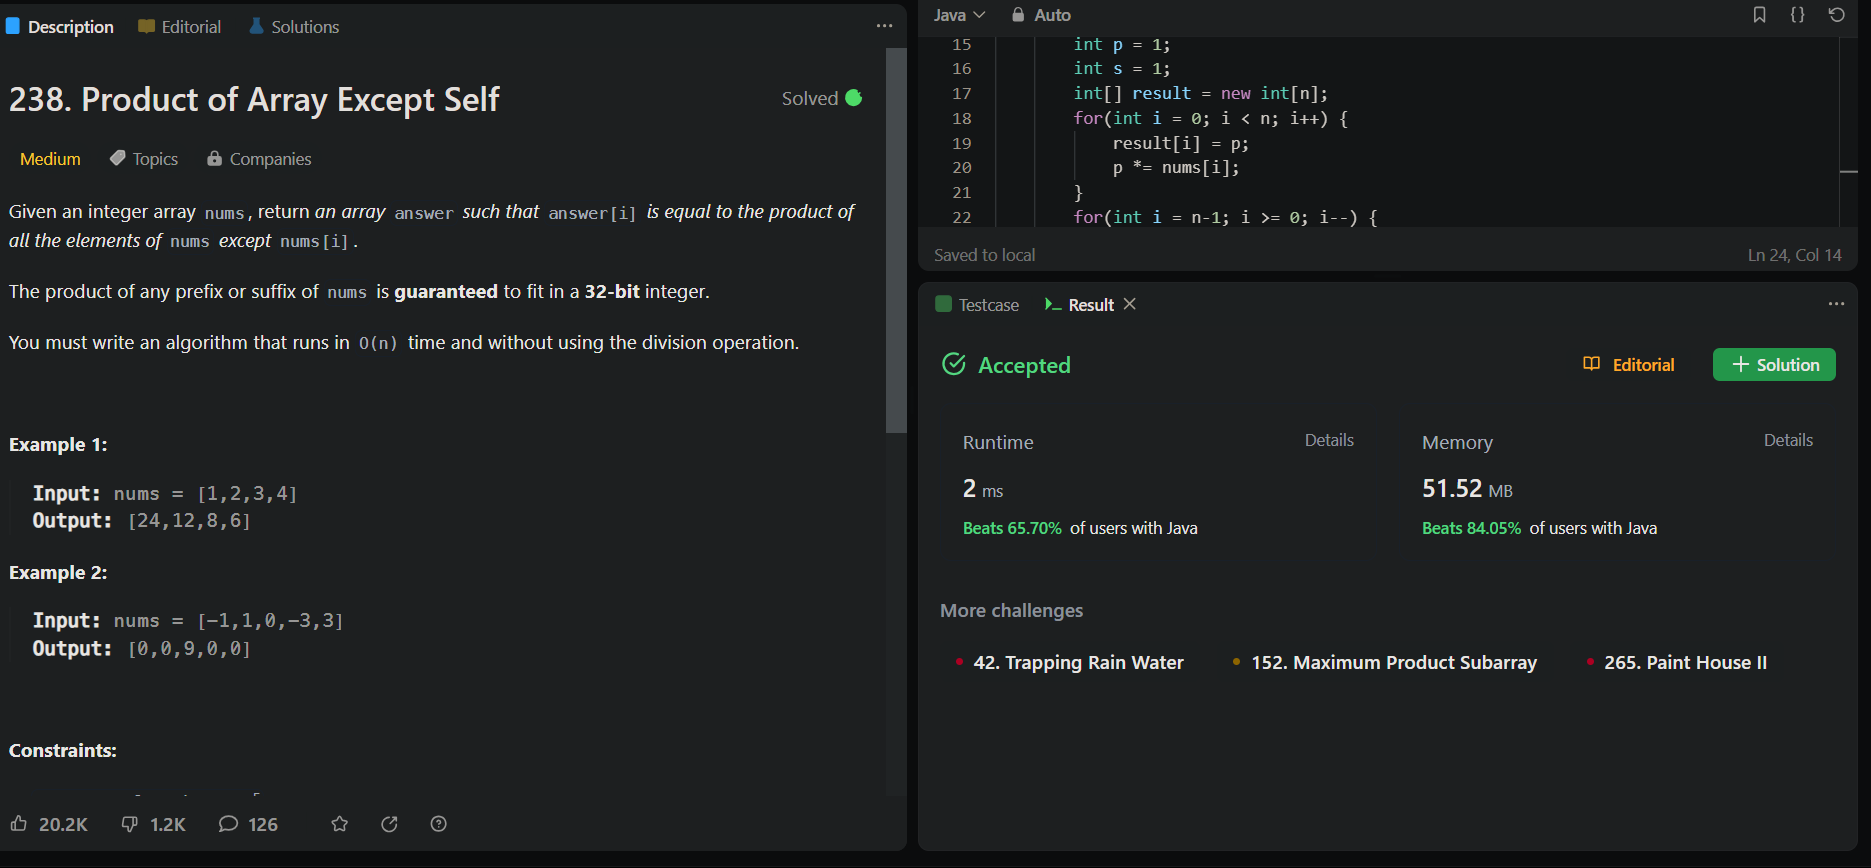 Description Editorial Solutions
238. Product of Array Except Self
Solved
Medium Topics Companies
Given an integer array nums, return an array answer such that answer[i] is equal to the product of
all the elements of nums except nums[i].
The product of any prefix or suffix of nums is guaranteed to fit in a 32-bit integer.
You must write an algorithm that runs in O(n) time and without using the division operation.
Example 1:
Input: nums = [1,2,3,4]
Output: [24,12,8,6]
Example 2:
Input: nums = [-1,1,0,-3,3]
Output: [0,0,9,0,0]
Constraints:
20.2K 1.2K 126
Java Auto
15 int p = 1;
16 int s = 1;
17 int[] result = new int[n];
18 for(int i = 0; i < n; i++) {
19 result[i] = p;
20 p *= nums[i];
21 }
22 for(int i = n-1; i >= 0; i--) {
Saved to local Ln 24, Col 14
Testcase Result
Accepted Editorial + Solution
Runtime Details
2 ms
Beats 65.70% of users with Java
Memory Details
51.52 MB
Beats 84.05% of users with Java
More challenges
42. Trapping Rain Water 152. Maximum Product Subarray 265. Paint House II